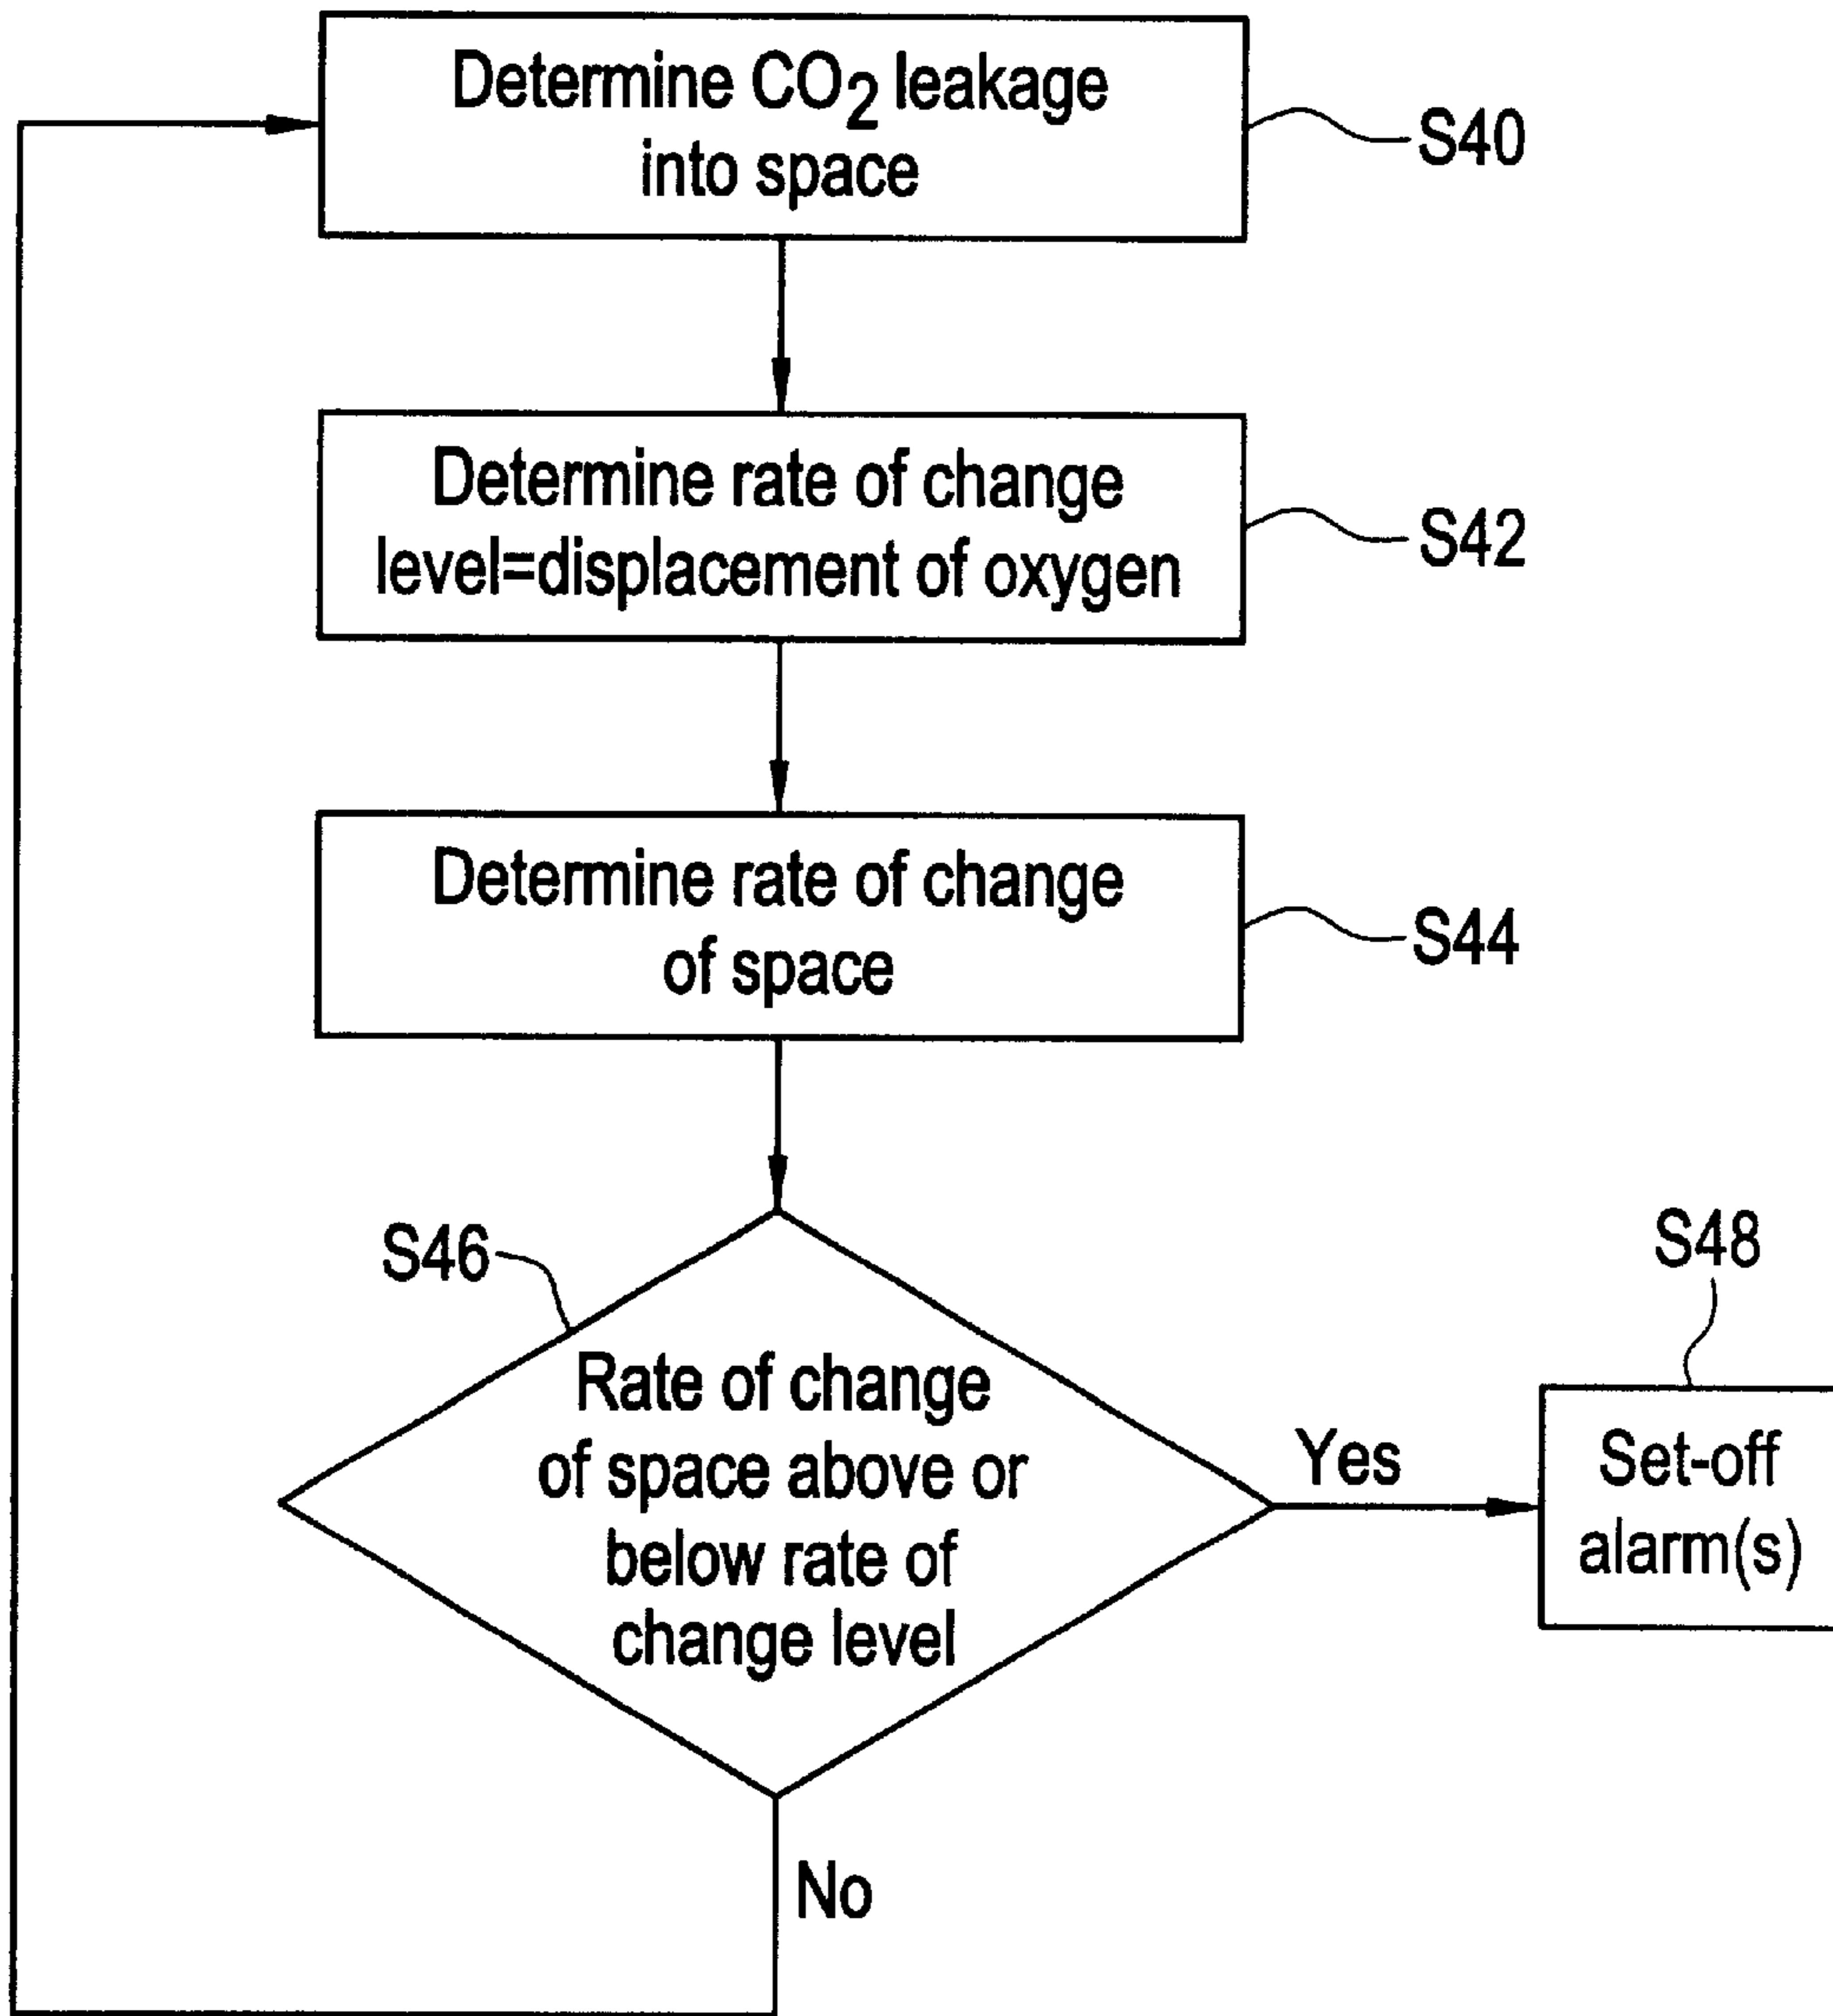 Determine CO₂ leakage
into space
S40
Determine rate of change
level=displacement of oxygen
S42
Determine rate of change
of space
S44
S46
Rate of change
of space above or
below rate of
change level
Yes
S48
Set-off
alarm(s)
No